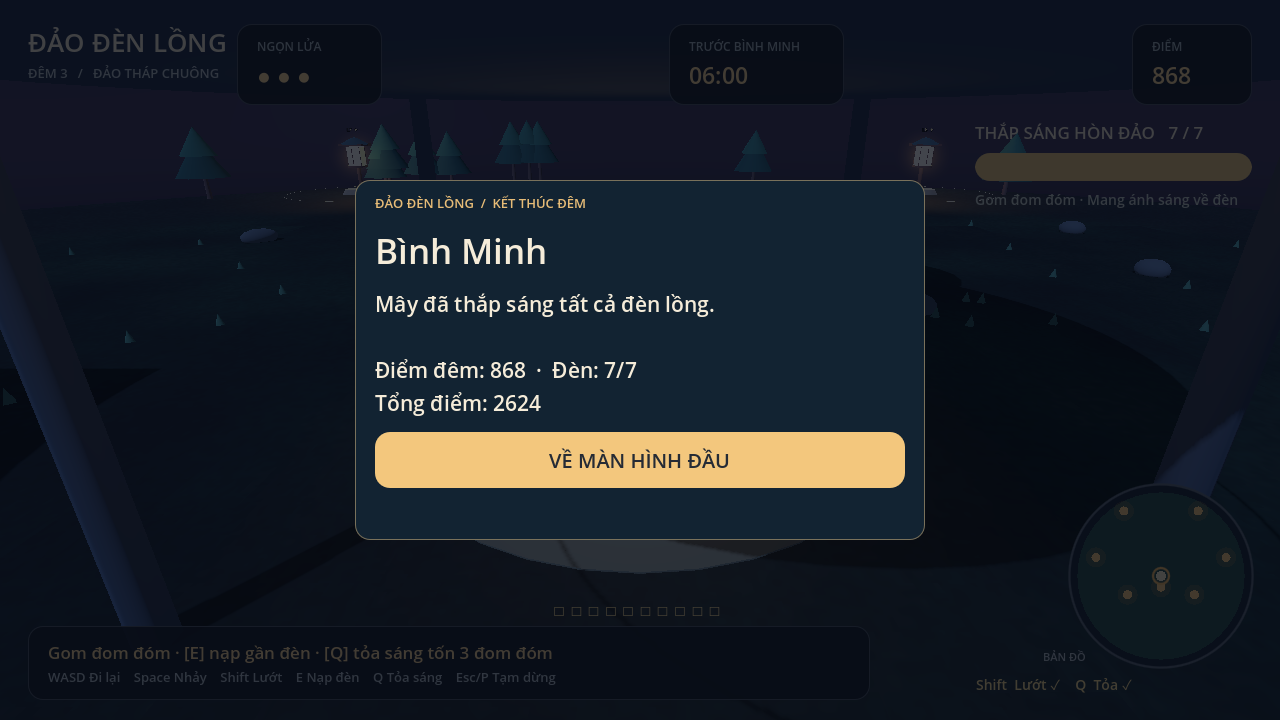 ĐẢO ĐÈN LỒNG
ĐÊM 3 / ĐẢO THÁP CHUÔNG
NGỌN LỬA
TRƯỚC BÌNH MINH
06:00
ĐIỂM
868
THẮP SÁNG HÒN ĐẢO 7 / 7
Gom đom đóm · Mang ánh sáng về đèn
ĐẢO ĐÈN LỒNG / KẾT THÚC ĐÊM
Bình Minh
Mây đã thắp sáng tất cả đèn lồng.
Điểm đêm: 868 · Đèn: 7/7
Tổng điểm: 2624
VỀ MÀN HÌNH ĐẦU
Gom đom đóm · [E] nạp gần đèn · [Q] tỏa sáng tốn 3 đom đóm
WASD Đi lại Space Nhảy Shift Lướt E Nạp đèn Q Tỏa sáng Esc/P Tạm dừng
BẢN ĐỒ
Shift Lướt ✓ Q Tỏa ✓